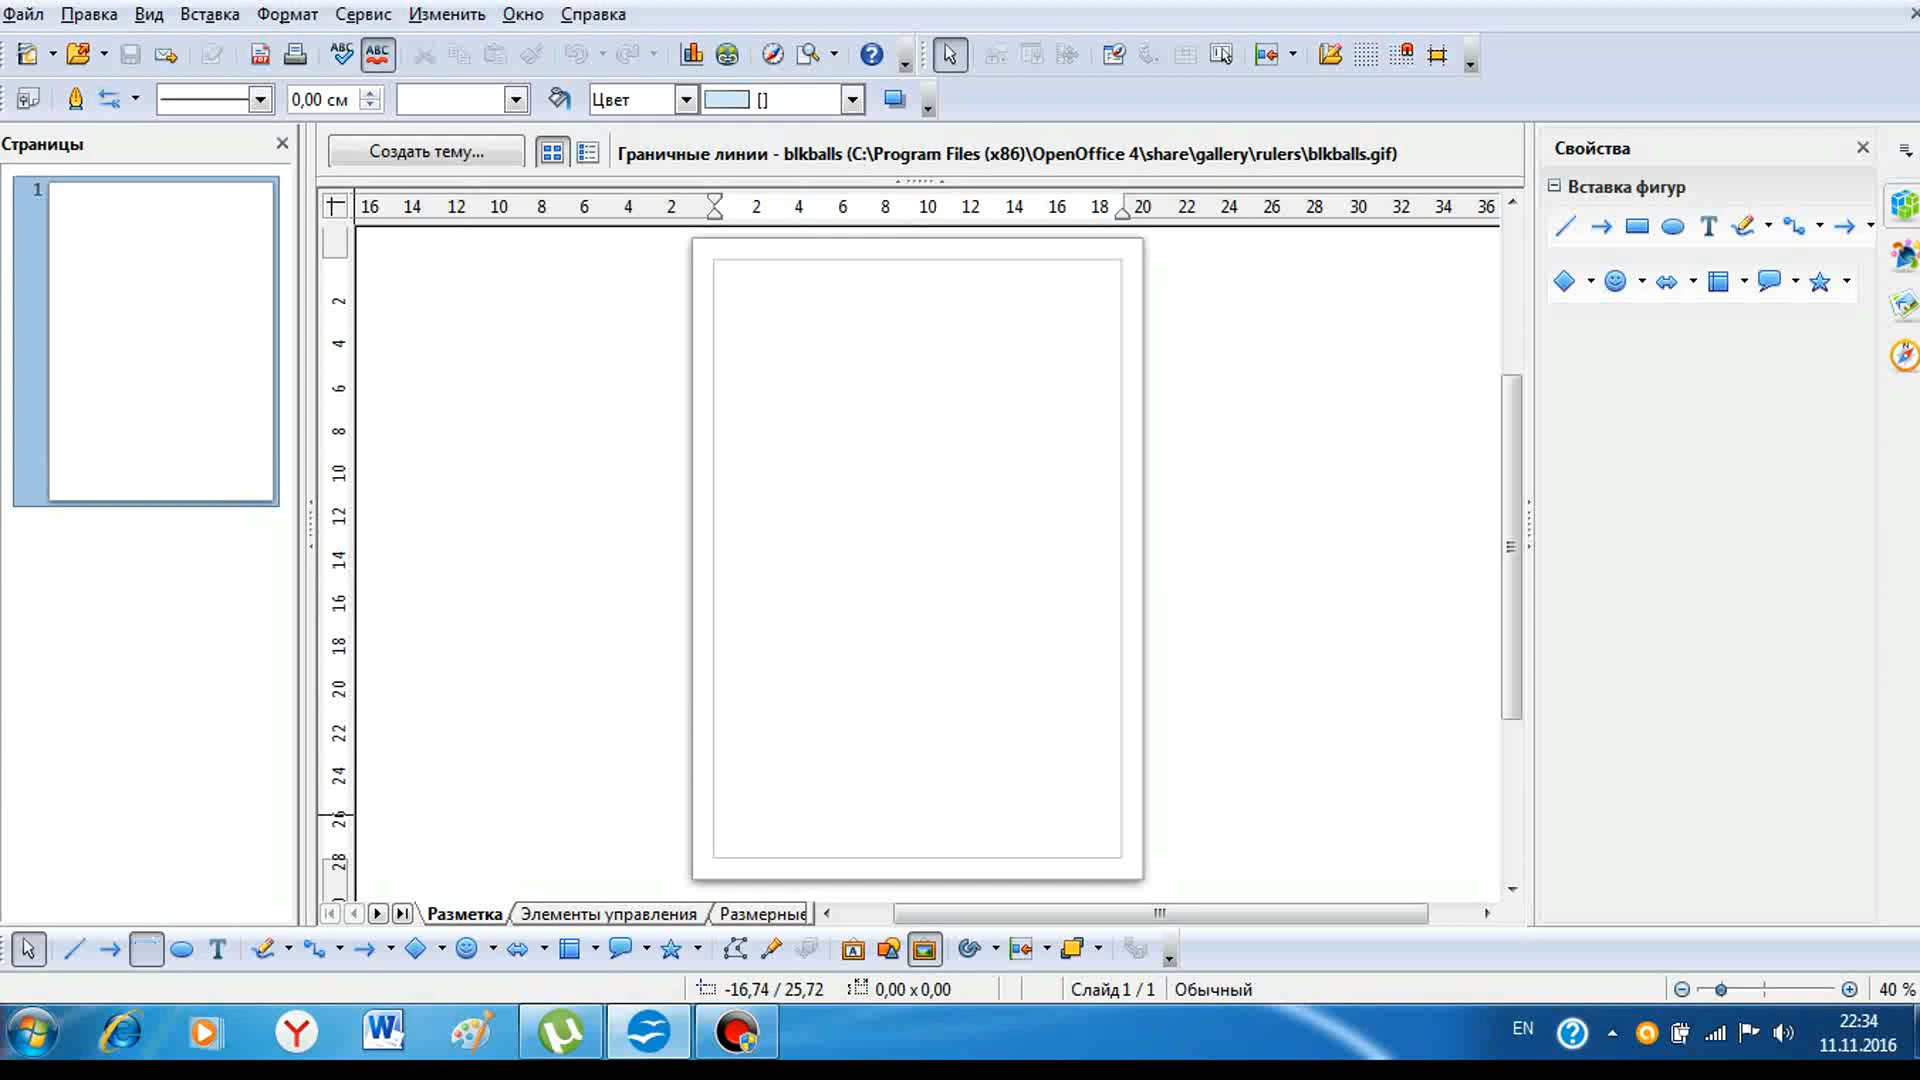 Файл Правка Вид Вставка Формат Сервис Изменить Окно Справка
ABC ABC
0,00 см Цвет []
Страницы
Создать тему... Граничные линии - blkballs (C:\Program Files (x86)\OpenOffice 4\share\gallery\rulers\blkballs.gif)
Свойства
Вставка фигур
1
16 14 12 10 8 6 4 2 2 4 6 8 10 12 14 16 18 20 22 24 26 28 30 32 34 36
2
4
6
8
10
12
14
16
18
20
22
24
26
28
Разметка Элементы управления Размерные
-16,74 / 25,72 0,00 x 0,00 Слайд 1 / 1 Обычный 40 %
EN 22:34
11.11.2016